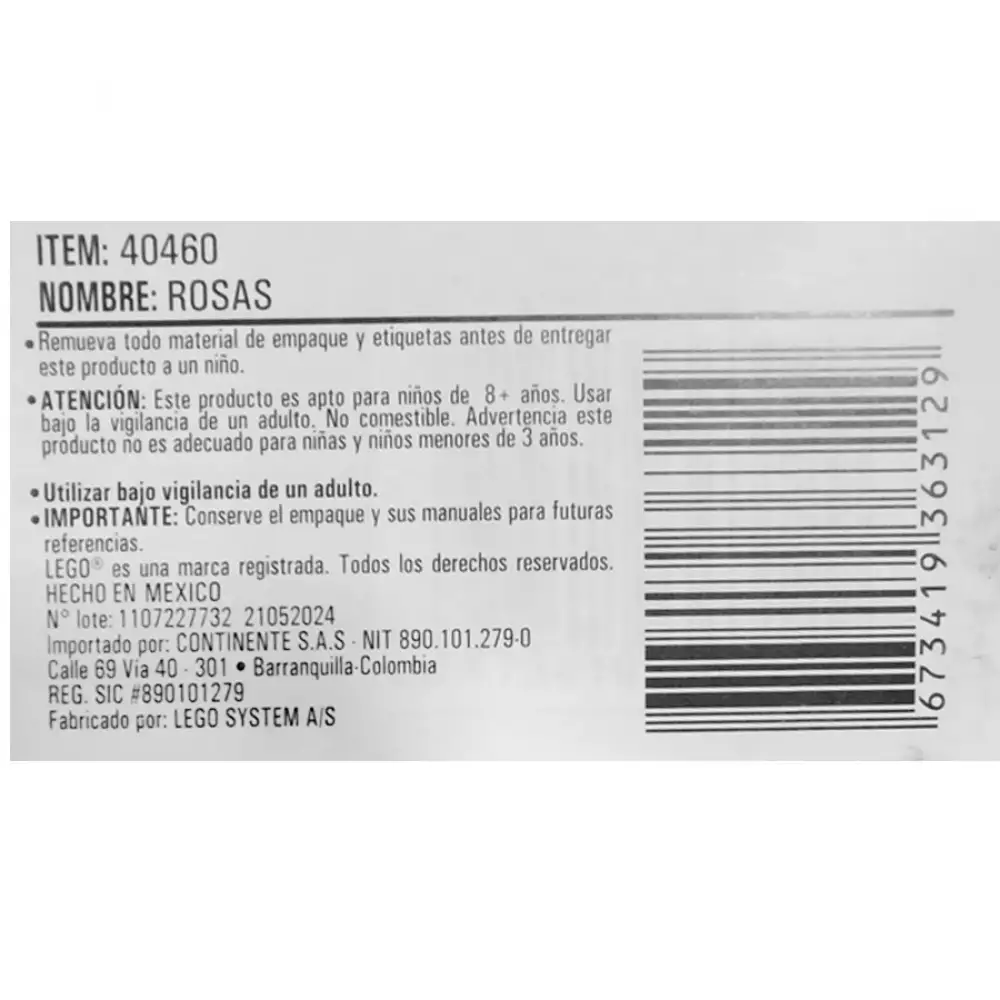 ITEM: 40460
NOMBRE: ROSAS
• Remueva todo material de empaque y etiquetas antes de entregar
este producto a un niño.
• ATENCIÓN: Este producto es apto para niños de 8+ años. Usar
bajo la vigilancia de un adulto. No comestible. Advertencia este
producto no es adecuado para niñas y niños menores de 3 años.
• Utilizar bajo vigilancia de un adulto.
• IMPORTANTE: Conserve el empaque y sus manuales para futuras
referencias.
LEGO® es una marca registrada. Todos los derechos reservados.
HECHO EN MEXICO
N° lote: 1107227732 21052024
Importado por: CONTINENTE S.A.S - NIT 890.101.279-0
Calle 69 Via 40 - 301 • Barranquilla-Colombia
REG. SIC #890101279
Fabricado por: LEGO SYSTEM A/S
673419363129